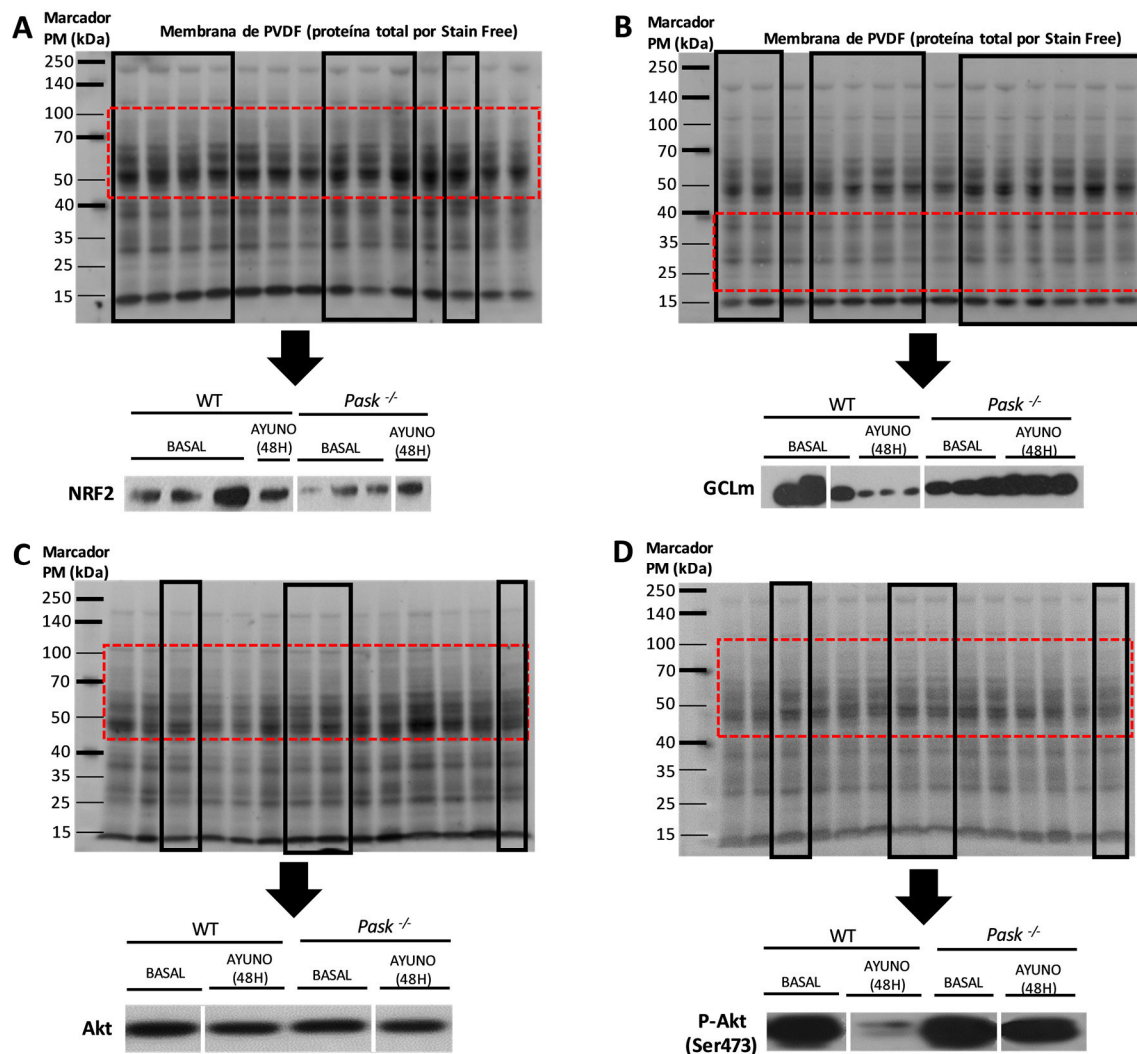 A
Marcador
PM (kDa)
Membrana de PVDF (proteína total por Stain Free)
250
140
100
70
50
40
35
25
15
WT
Pask -/-
BASAL
AYUNO
(48H)
BASAL
AYUNO
(48H)
NRF2
B
Marcador
PM (kDa)
Membrana de PVDF (proteína total por Stain Free)
250
140
100
70
50
40
35
25
15
WT
Pask -/-
BASAL
AYUNO
(48H)
BASAL
AYUNO
(48H)
GCLm
C
Marcador
PM (kDa)
250
140
100
70
50
40
35
25
15
WT
Pask -/-
BASAL
AYUNO
(48H)
BASAL
AYUNO
(48H)
Akt
D
Marcador
PM (kDa)
250
140
100
70
50
40
35
25
15
WT
Pask -/-
BASAL
AYUNO
(48H)
BASAL
AYUNO
(48H)
P-Akt
(Ser473)